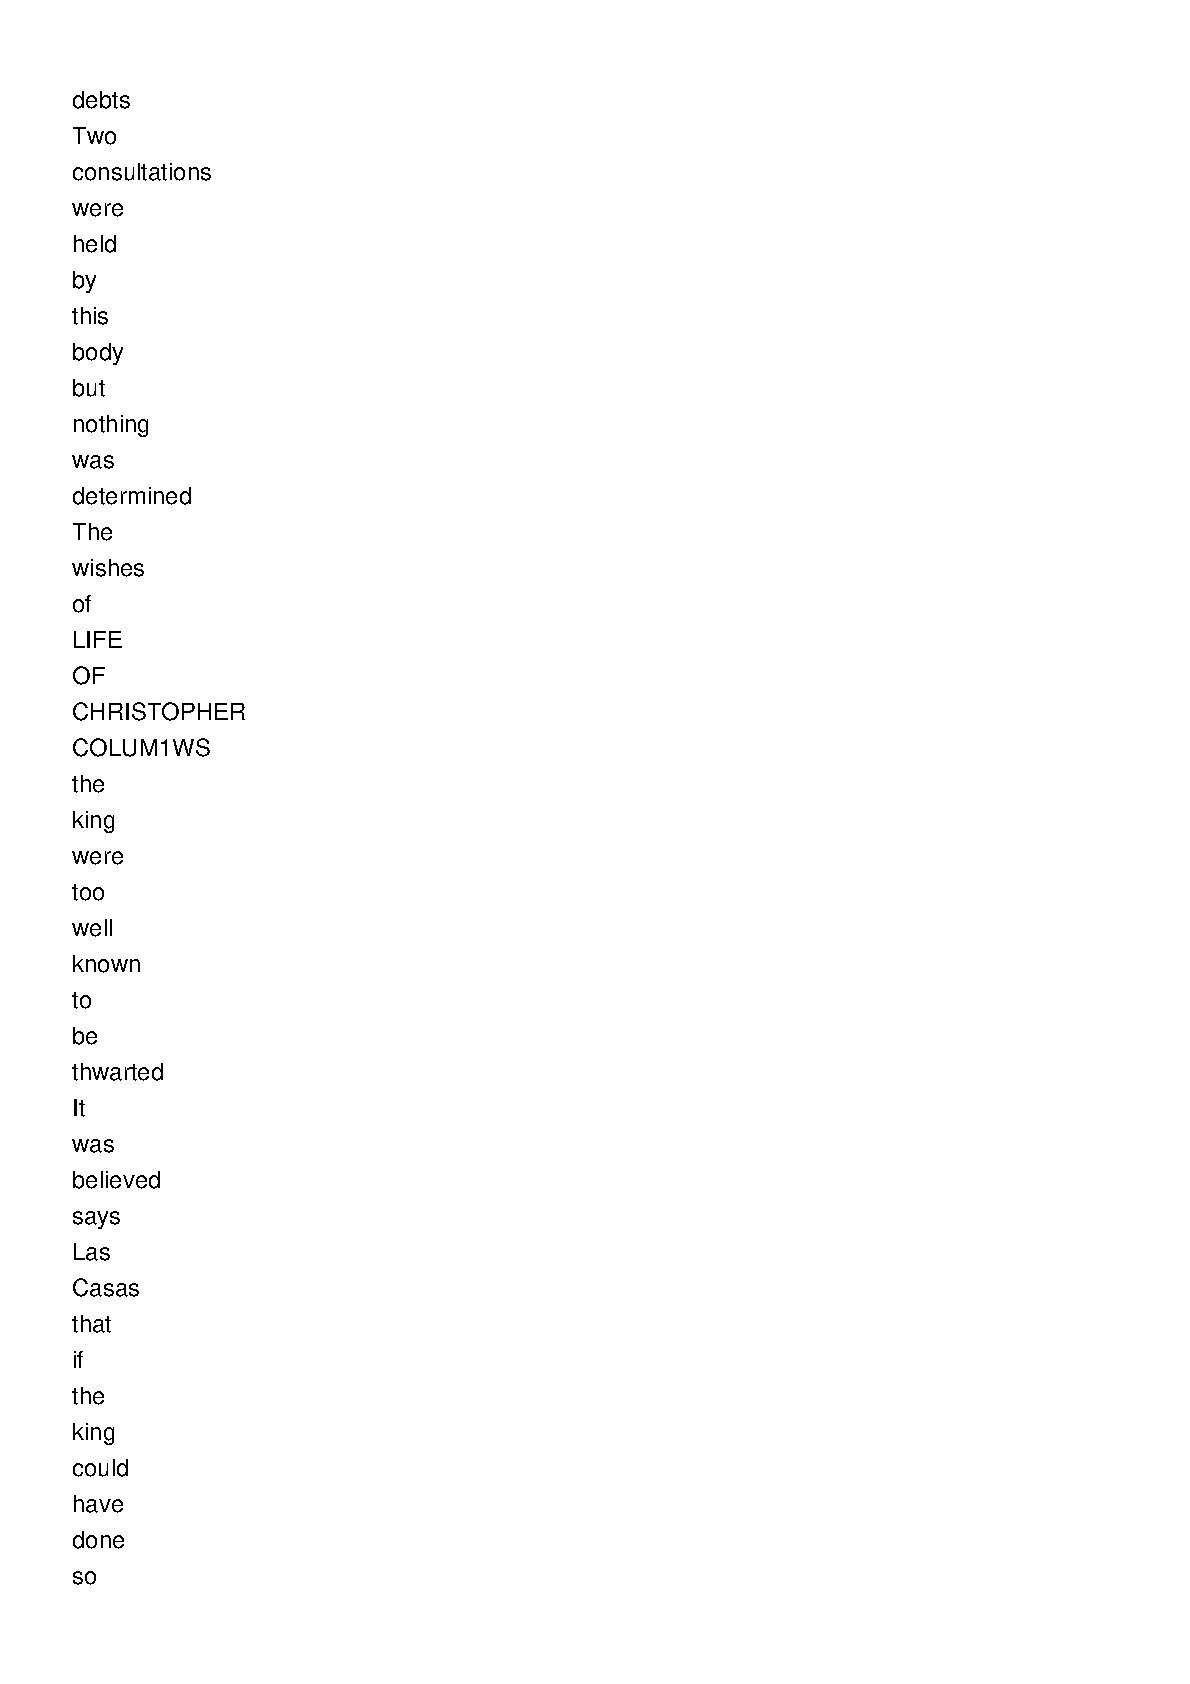 debts
Two
consultations
were
held
by
this
body
but
nothing
was
determined
The
wishes
of
LIFE
OF
CHRISTOPHER
COLUM1WS
the
king
were
too
well
known
to
be
thwarted
It
was
believed
says
Las
Casas
that
if
the
king
could
have
done
so